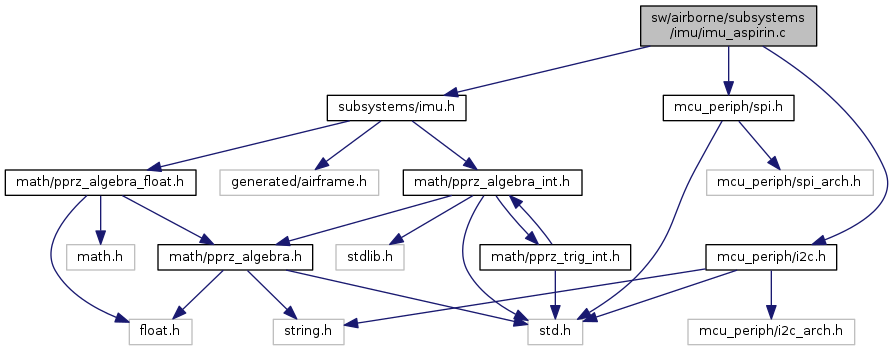 sw/airborne/subsystems
/imu/imu_aspirin.c
subsystems/imu.h
mcu_periph/spi.h
math/pprz_algebra_float.h
generated/airframe.h
math/pprz_algebra_int.h
mcu_periph/spi_arch.h
math.h
math/pprz_algebra.h
stdlib.h
math/pprz_trig_int.h
mcu_periph/i2c.h
float.h
string.h
std.h
mcu_periph/i2c_arch.h